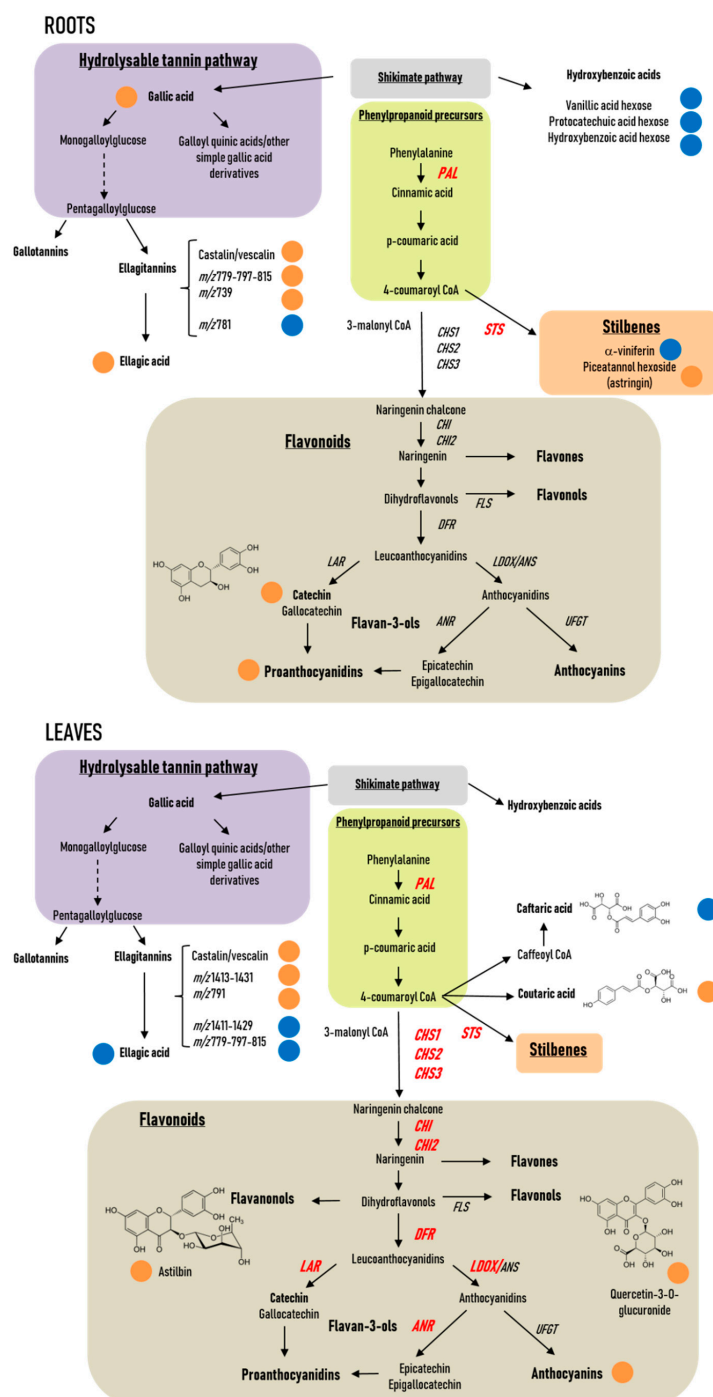 ROOTS
Hydrolysable tannin pathway
Gallic acid
Monogalloylglucose
Galloyl quinic acids/other
simple gallic acid
derivatives
Pentagalloylglucose
Gallotannins
Ellagitannins
Castalin/vescalin
m/z779-797-815
m/z739
m/z781
Ellagic acid
Shikimate pathway
Hydroxybenzoic acids
Vanillic acid hexose
Protocatechuic acid hexose
Hydroxybenzoic acid hexose
Phenylpropanoid precursors
Phenylalanine
PAL
Cinnamic acid
p-coumaric acid
4-coumaroyl CoA
3-malonyl CoA
CHS1
CHS2
CHS3
STS
Stilbenes
α-viniferin
Piceatannol hexoside
(astringin)
Naringenin chalcone
CHI
CHI2
Flavonoids
Naringenin
Flavones
Dihydroflavonols
FLS
Flavonols
DFR
Leucoanthocyanidins
LAR
LDOX/ANS
OH
HO
O
OH
OH
OH
Catechin
Gallocatechin
Anthocyanidins
Flavan-3-ols
ANR
UFGT
Proanthocyanidins
Epicatechin
Epigallocatechin
Anthocyanins
LEAVES
Hydrolysable tannin pathway
Gallic acid
Monogalloylglucose
Galloyl quinic acids/other
simple gallic acid
derivatives
Pentagalloylglucose
Gallotannins
Ellagitannins
Castalin/vescalin
m/z1413-1431
m/z791
m/z1411-1429
m/z779-797-815
Ellagic acid
Shikimate pathway
Hydroxybenzoic acids
Phenylpropanoid precursors
Phenylalanine
PAL
Cinnamic acid
p-coumaric acid
4-coumaroyl CoA
Caftaric acid
Caffeoyl CoA
Coutaric acid
3-malonyl CoA
CHS1
CHS2
CHS3
STS
Stilbenes
Naringenin chalcone
CHI
CHI2
Flavonoids
Naringenin
Flavones
Flavanonols
Dihydroflavonols
FLS
Flavonols
DFR
Astilbin
Leucoanthocyanidins
LAR
LDOX/ANS
Catechin
Gallocatechin
Anthocyanidins
Quercetin-3-O-
glucuronide
Flavan-3-ols
ANR
UFGT
Proanthocyanidins
Epicatechin
Epigallocatechin
Anthocyanins